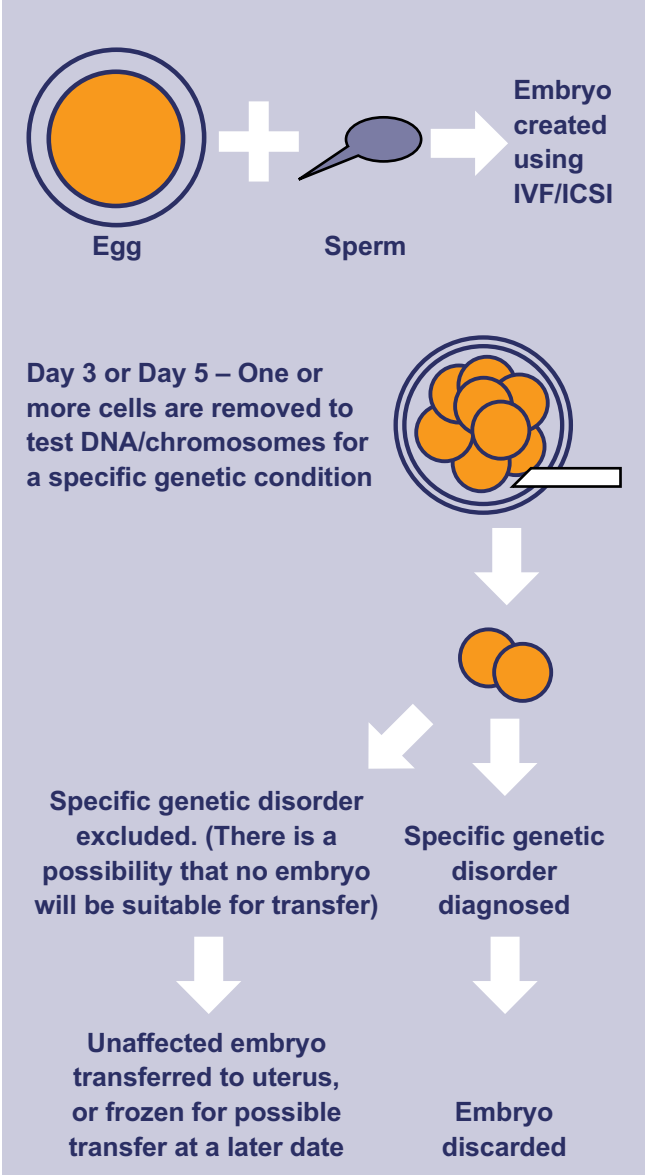 Embryo
created
using
IVF/ICSI
Egg
Sperm
Day 3 or Day 5 – One or
more cells are removed to
test DNA/chromosomes for
a specific genetic condition
Specific genetic disorder
excluded. (There is a
possibility that no embryo
will be suitable for transfer)
Specific genetic
disorder
diagnosed
Unaffected embryo
transferred to uterus,
or frozen for possible
transfer at a later date
Embryo
discarded